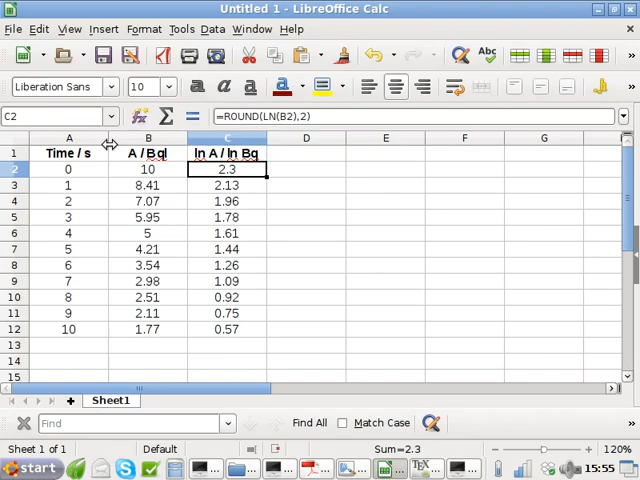 Untitled 1 - LibreOffice Calc
File Edit View Insert Format Tools Data Window Help
Liberation Sans 10
C2 =ROUND(LN(B2),2)
A B C D E F G
1 Time / s A / Bq ln A / ln Bq
2 0 10 2.3
3 1 8.41 2.13
4 2 7.07 1.96
5 3 5.95 1.78
6 4 5 1.61
7 5 4.21 1.44
8 6 3.54 1.26
9 7 2.98 1.09
10 8 2.51 0.92
11 9 2.11 0.75
12 10 1.77 0.57
13
14
15
Sheet1
Find Find All Match Case
Sheet 1 of 1 Default Sum=2.3 120%
start ... ... ... ... ... TEX ... ... 15:55